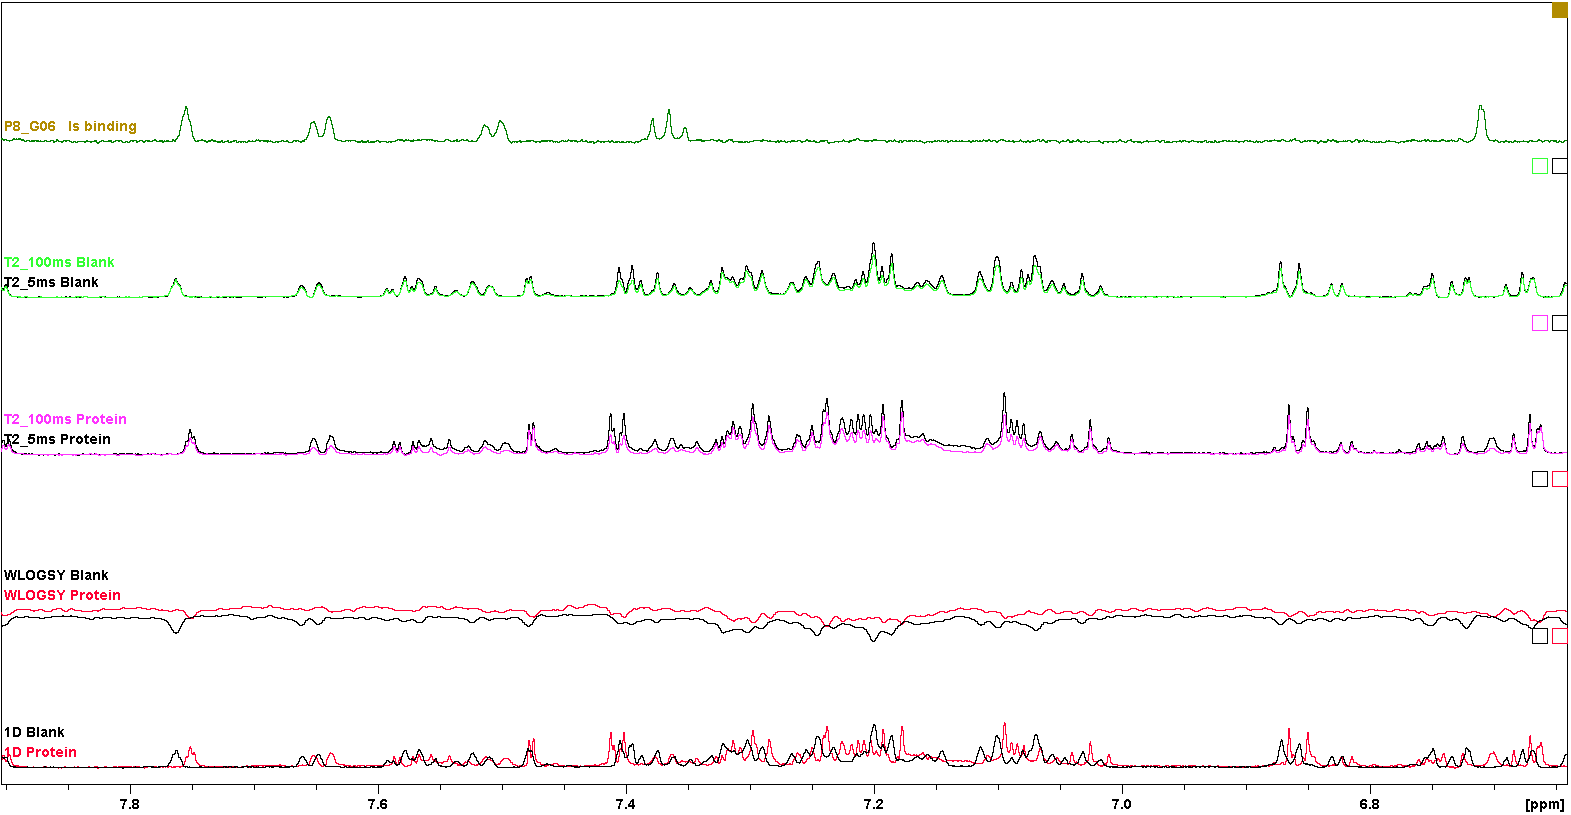 P8_G06 Is binding
T2_100ms Blank
T2_5ms Blank
T2_100ms Protein
T2_5ms Protein
WLOGSY Blank
WLOGSY Protein
1D Blank
1D Protein
7.8 7.6 7.4 7.2 7.0 6.8 [ppm]